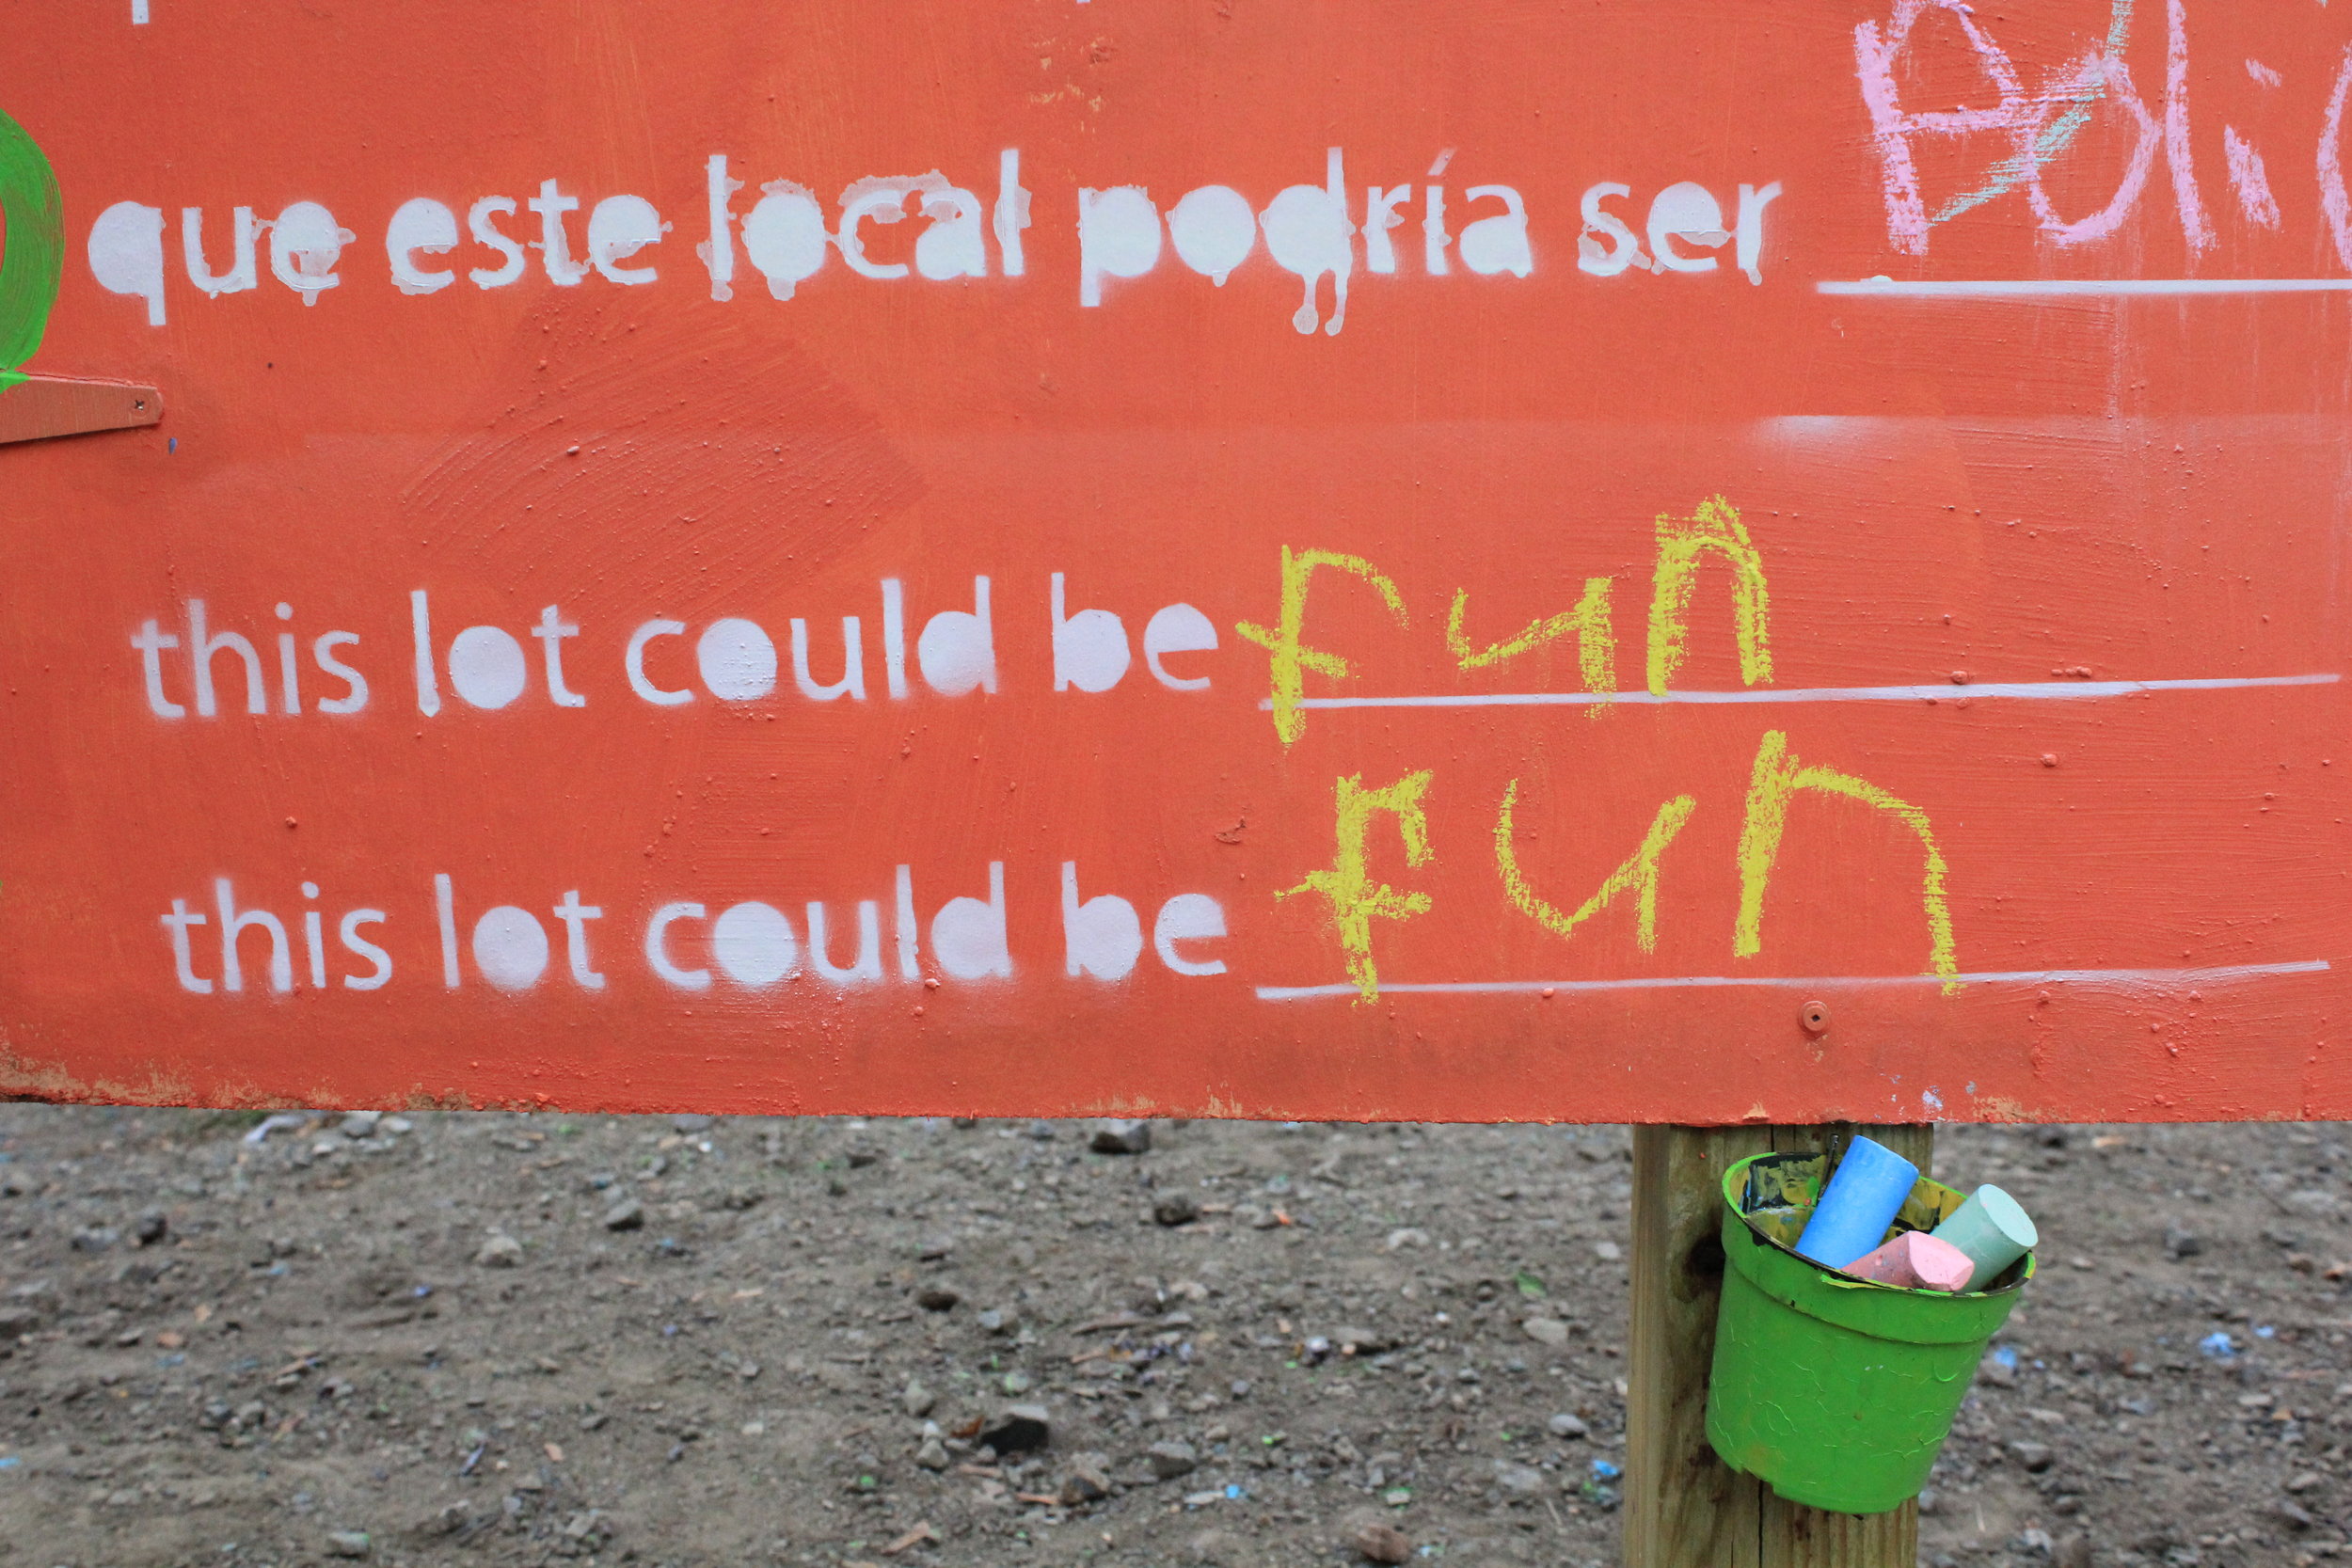 que este local podría ser
this lot could be fun
this lot could be fun